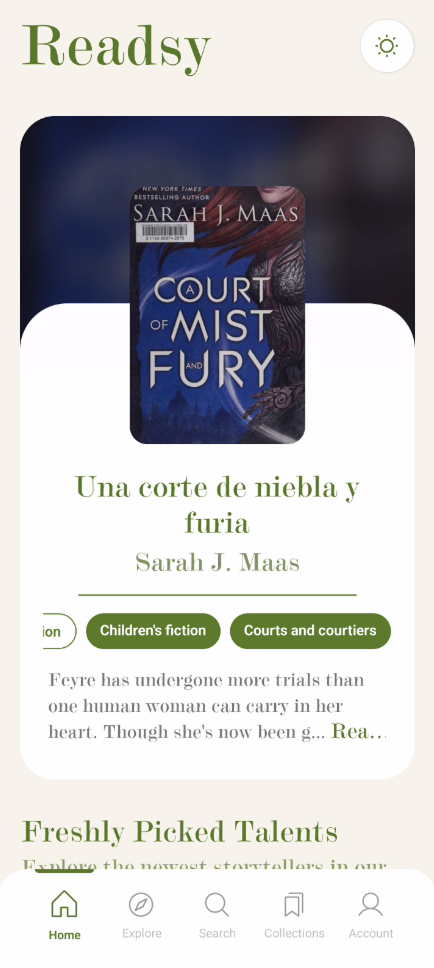 Readsy
NEW YORK TIMES
BESTSELLING AUTHOR
SARAH J. MAAS
A
COURT
OF MIST
AND
FURY
Una corte de niebla y
furia
Sarah J. Maas
ion
Children's fiction
Courts and courtiers
Feyre has undergone more trials than
one human woman can carry in her
heart. Though she's now been g... Rea...
Freshly Picked Talents
Explore the newest storytellers in our
Home
Explore
Search
Collections
Account